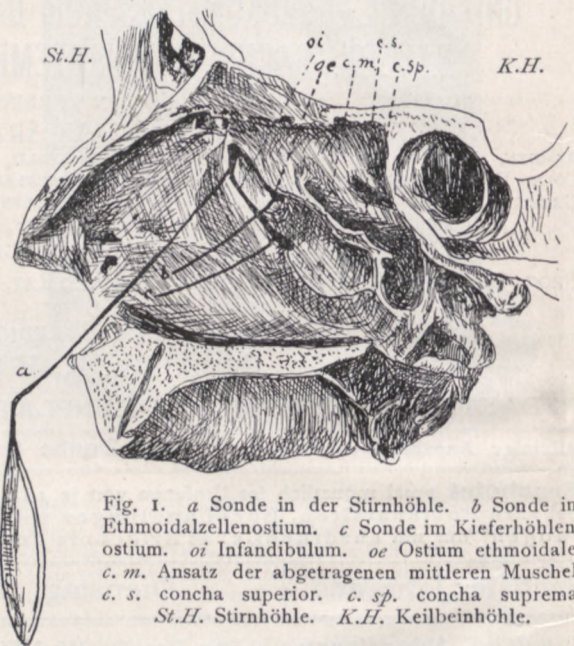 oi
e.s.
St.H.
oe c. m.
c. sp.
K.H.
b
a
Fig. 1. a Sonde in der Stirnhöhle. b Sonde in
Ethmoidalzellenostium. c Sonde im Kieferhöhlen
ostium. oi Infandibulum. oe Ostium ethmoidale
c. m. Ansatz der abgetragenen mittleren Muschel
c. s. concha superior. c. sp. concha suprema
St.H. Stirnhöhle. K.H. Keilbeinhöhle.